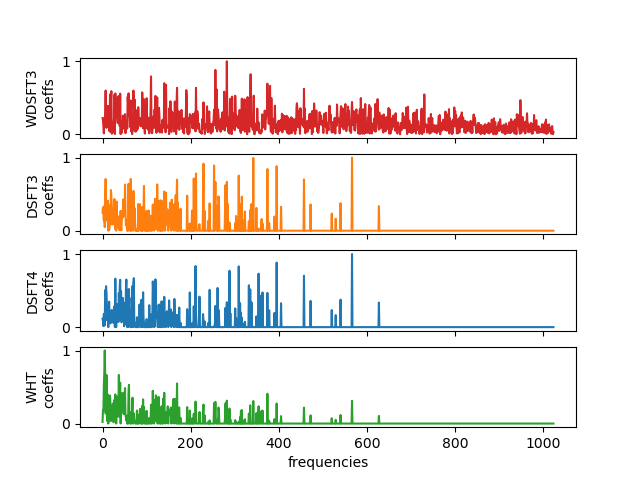 WDSFT3
coeffs
1
0
DSFT3
coeffs
1
0
DSFT4
coeffs
1
0
WHT
coeffs
1
0
0 200 400 600 800 1000
frequencies